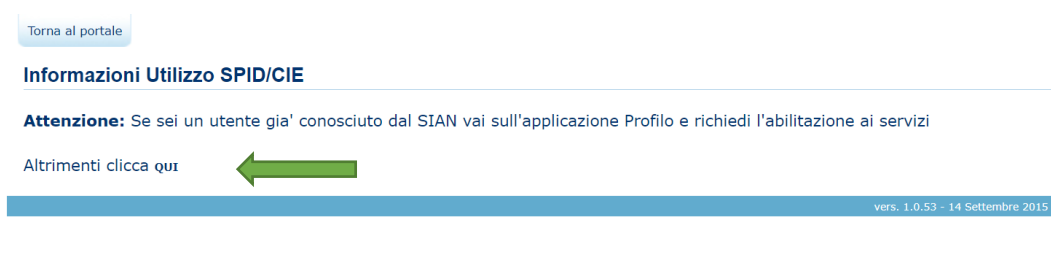 Torna al portale
Informazioni Utilizzo SPID/CIE
Attenzione: Se sei un utente gia' conosciuto dal SIAN vai sull'applicazione Profilo e richiedi l'abilitazione ai servizi
Altrimenti clicca QUI
vers. 1.0.53 - 14 Settembre 2015